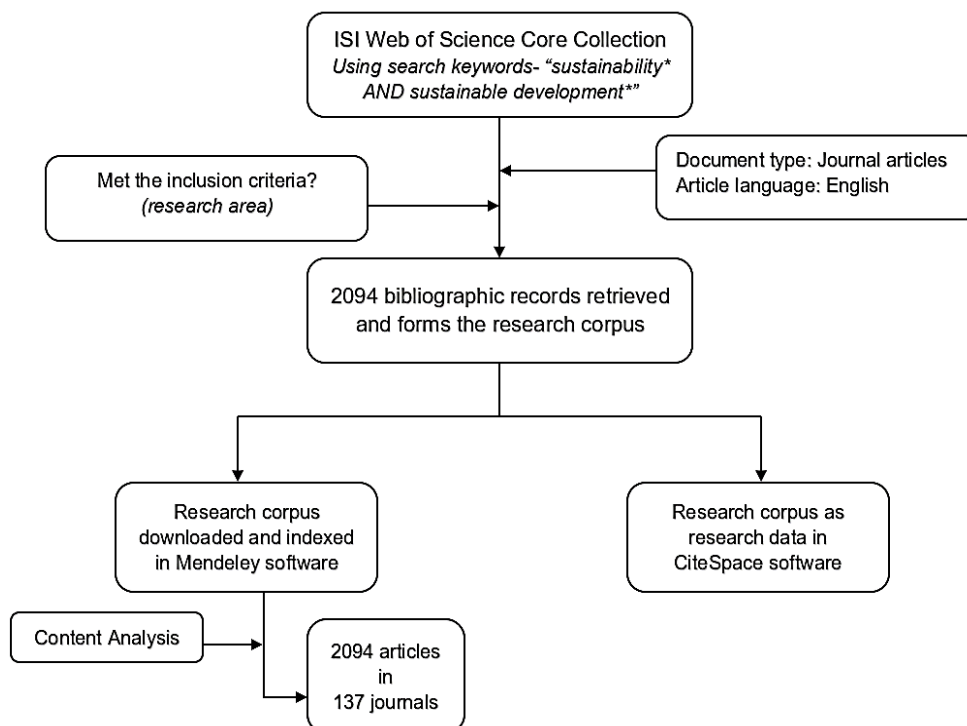 ISI Web of Science Core Collection
Using search keywords- “sustainability*
AND sustainable development*”
Document type: Journal articles
Article language: English
Met the inclusion criteria?
(research area)
2094 bibliographic records retrieved
and forms the research corpus
Research corpus
downloaded and indexed
in Mendeley software
Research corpus as
research data in
CiteSpace software
Content Analysis
2094 articles
in
137 journals